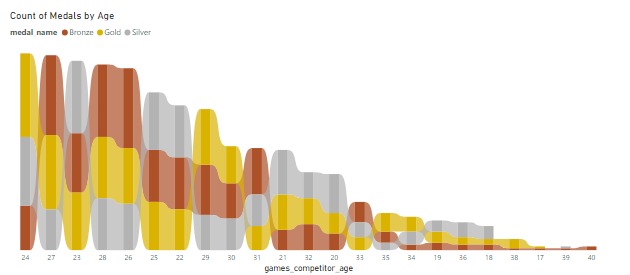 Count of Medals by Age
medal name Bronze Gold Silver
24 27 23 28 26 25 22 29 30 31 21 32 20 33 35 34 19 36 18 38 17 39 40
games_competitor_age